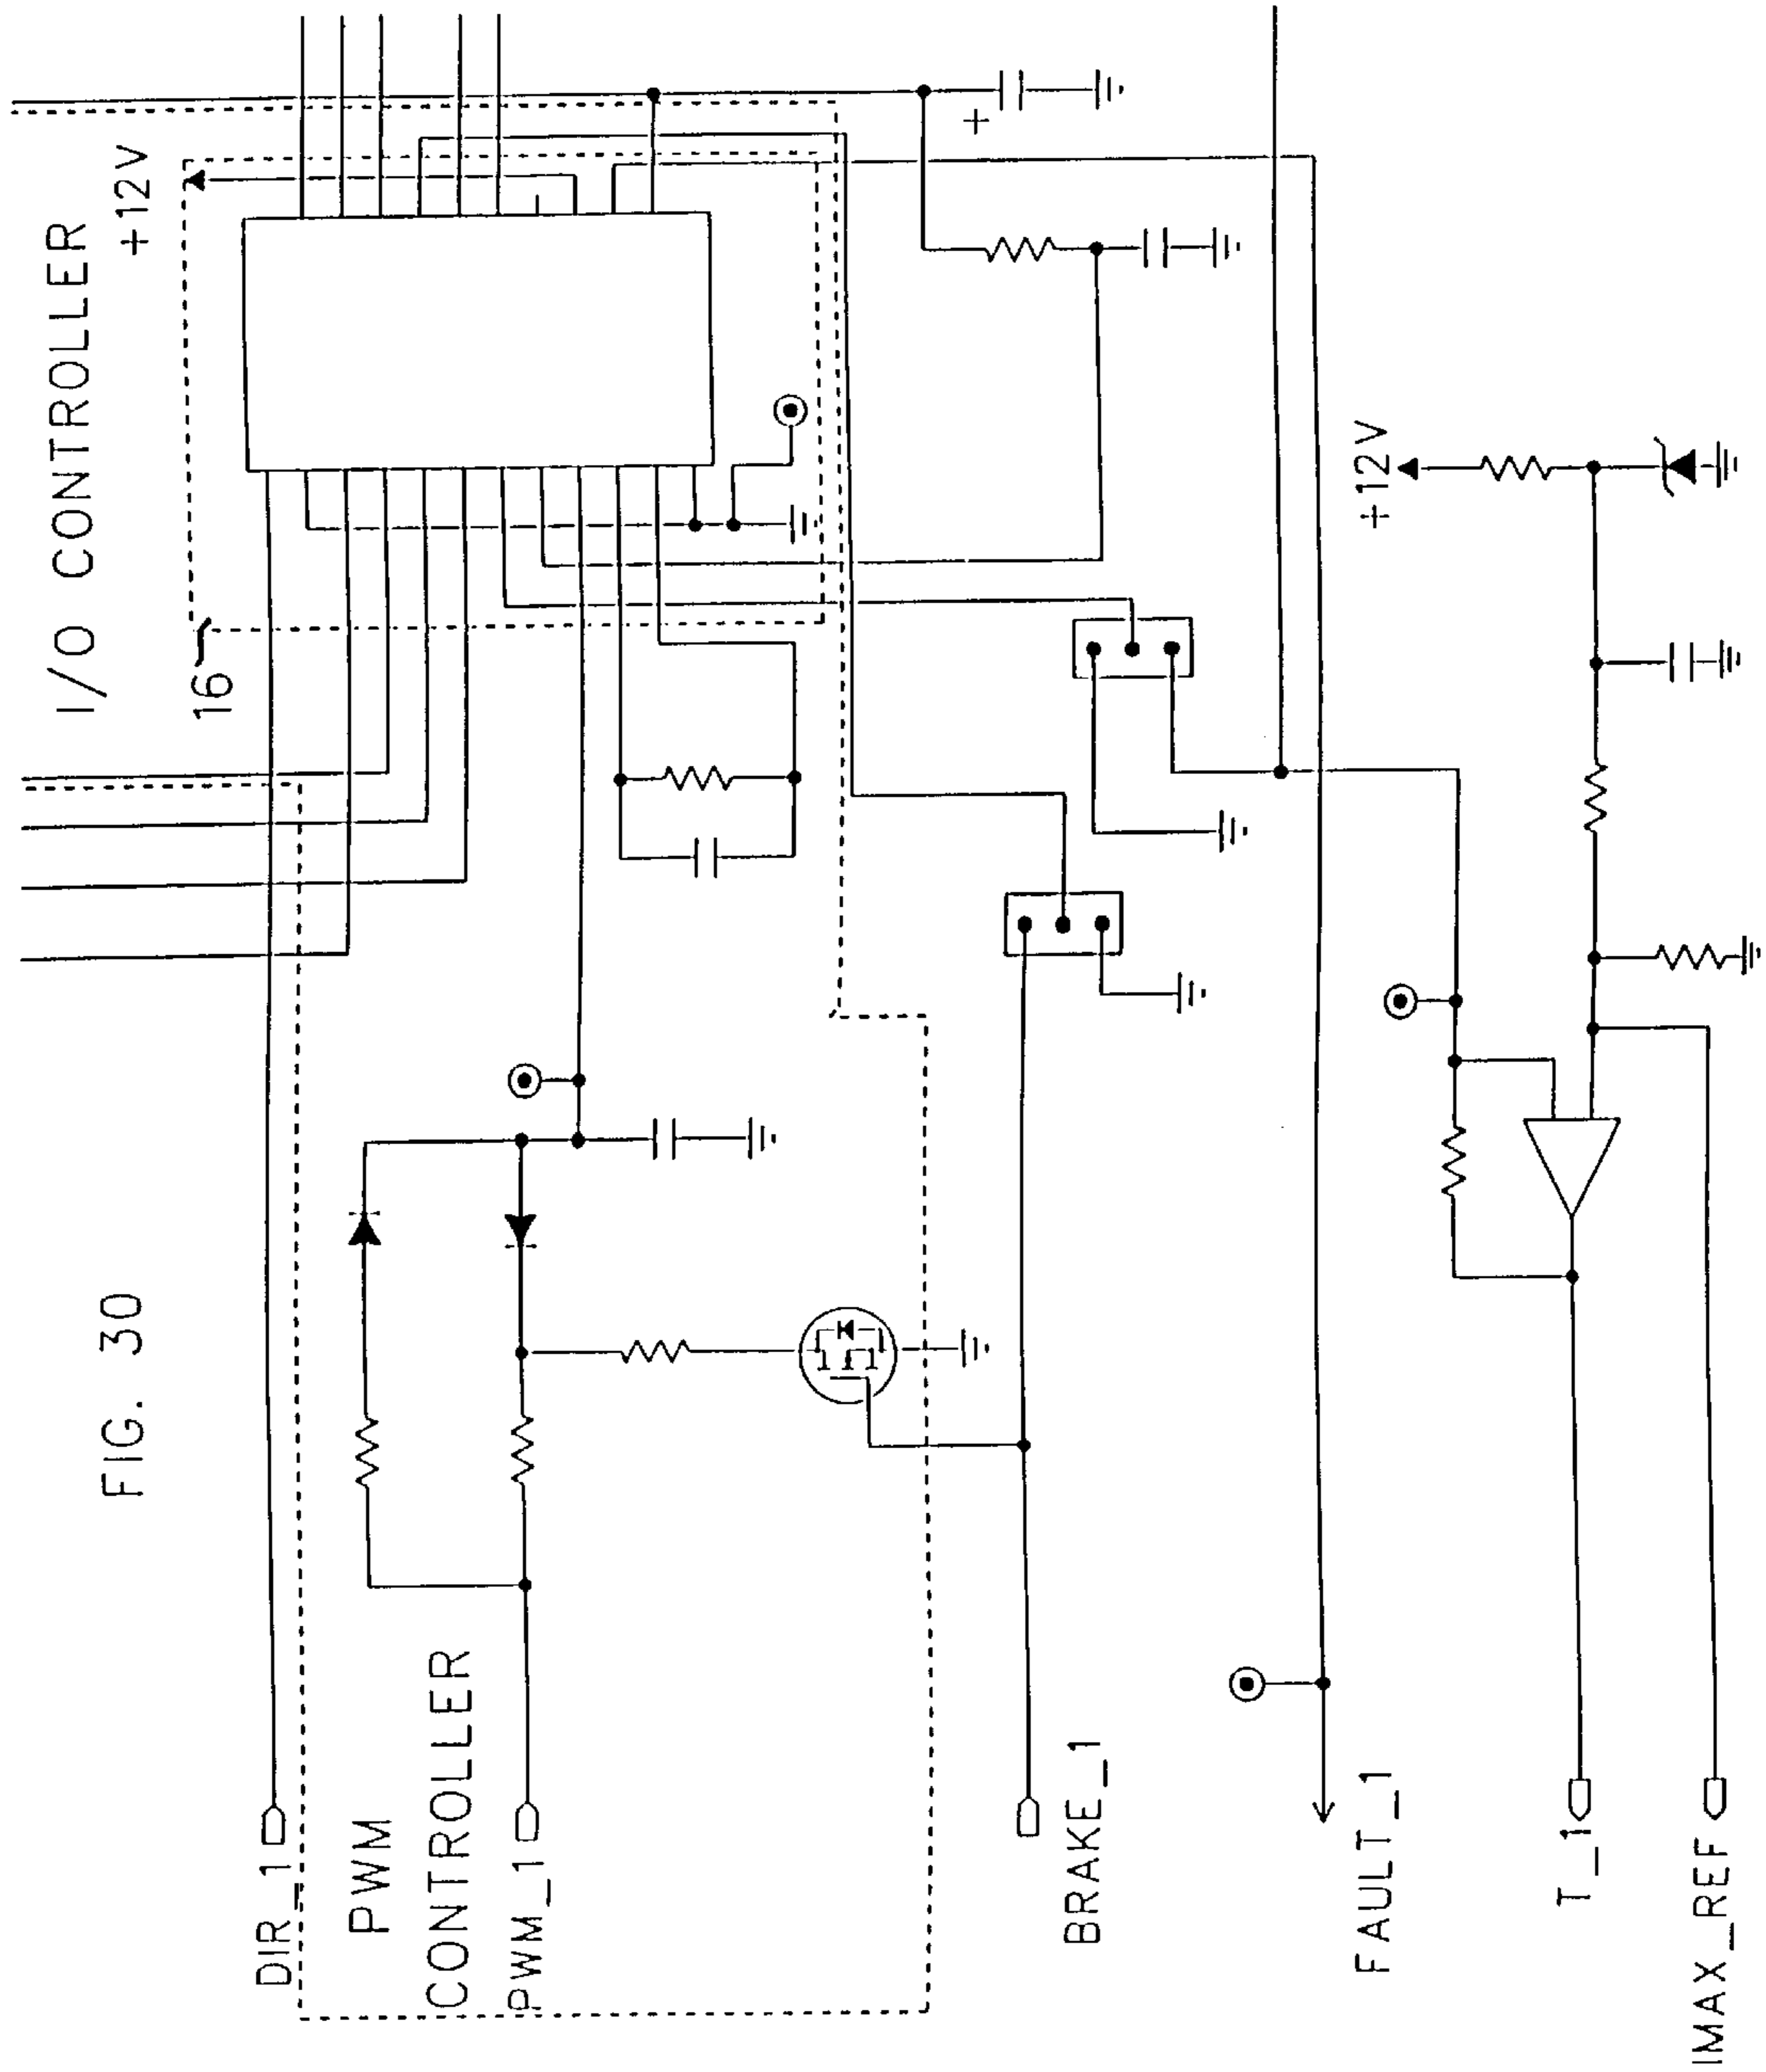 FIG. 30
I/O CONTROLLER
16
+12V
DIR_1
PWM
CONTROLLER
PWM_1
+
BRAKE_1
FAULT_1
+12V
T_1
IMAX_REF